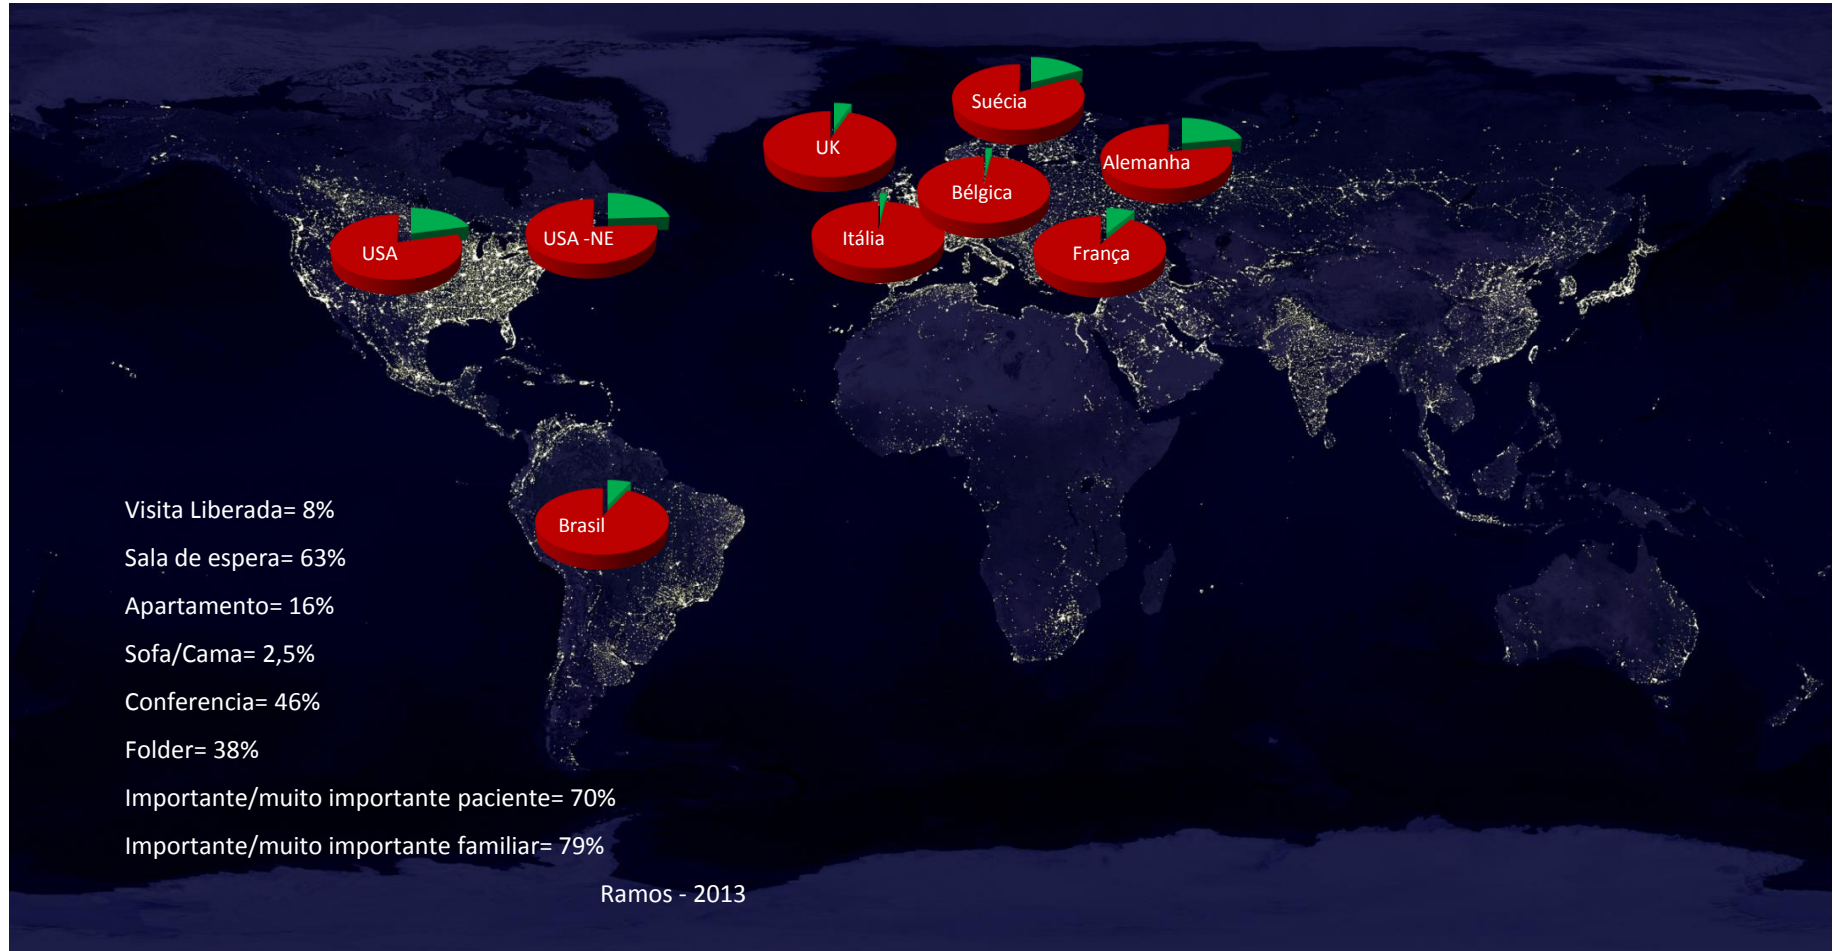 Suécia
UK
Alemanha
Bélgica
USA
USA -NE
Itália
França
Brasil
Visita Liberada= 8%
Sala de espera= 63%
Apartamento= 16%
Sofa/Cama= 2,5%
Conferencia= 46%
Folder= 38%
Importante/muito importante paciente= 70%
Importante/muito importante familiar= 79%
Ramos - 2013